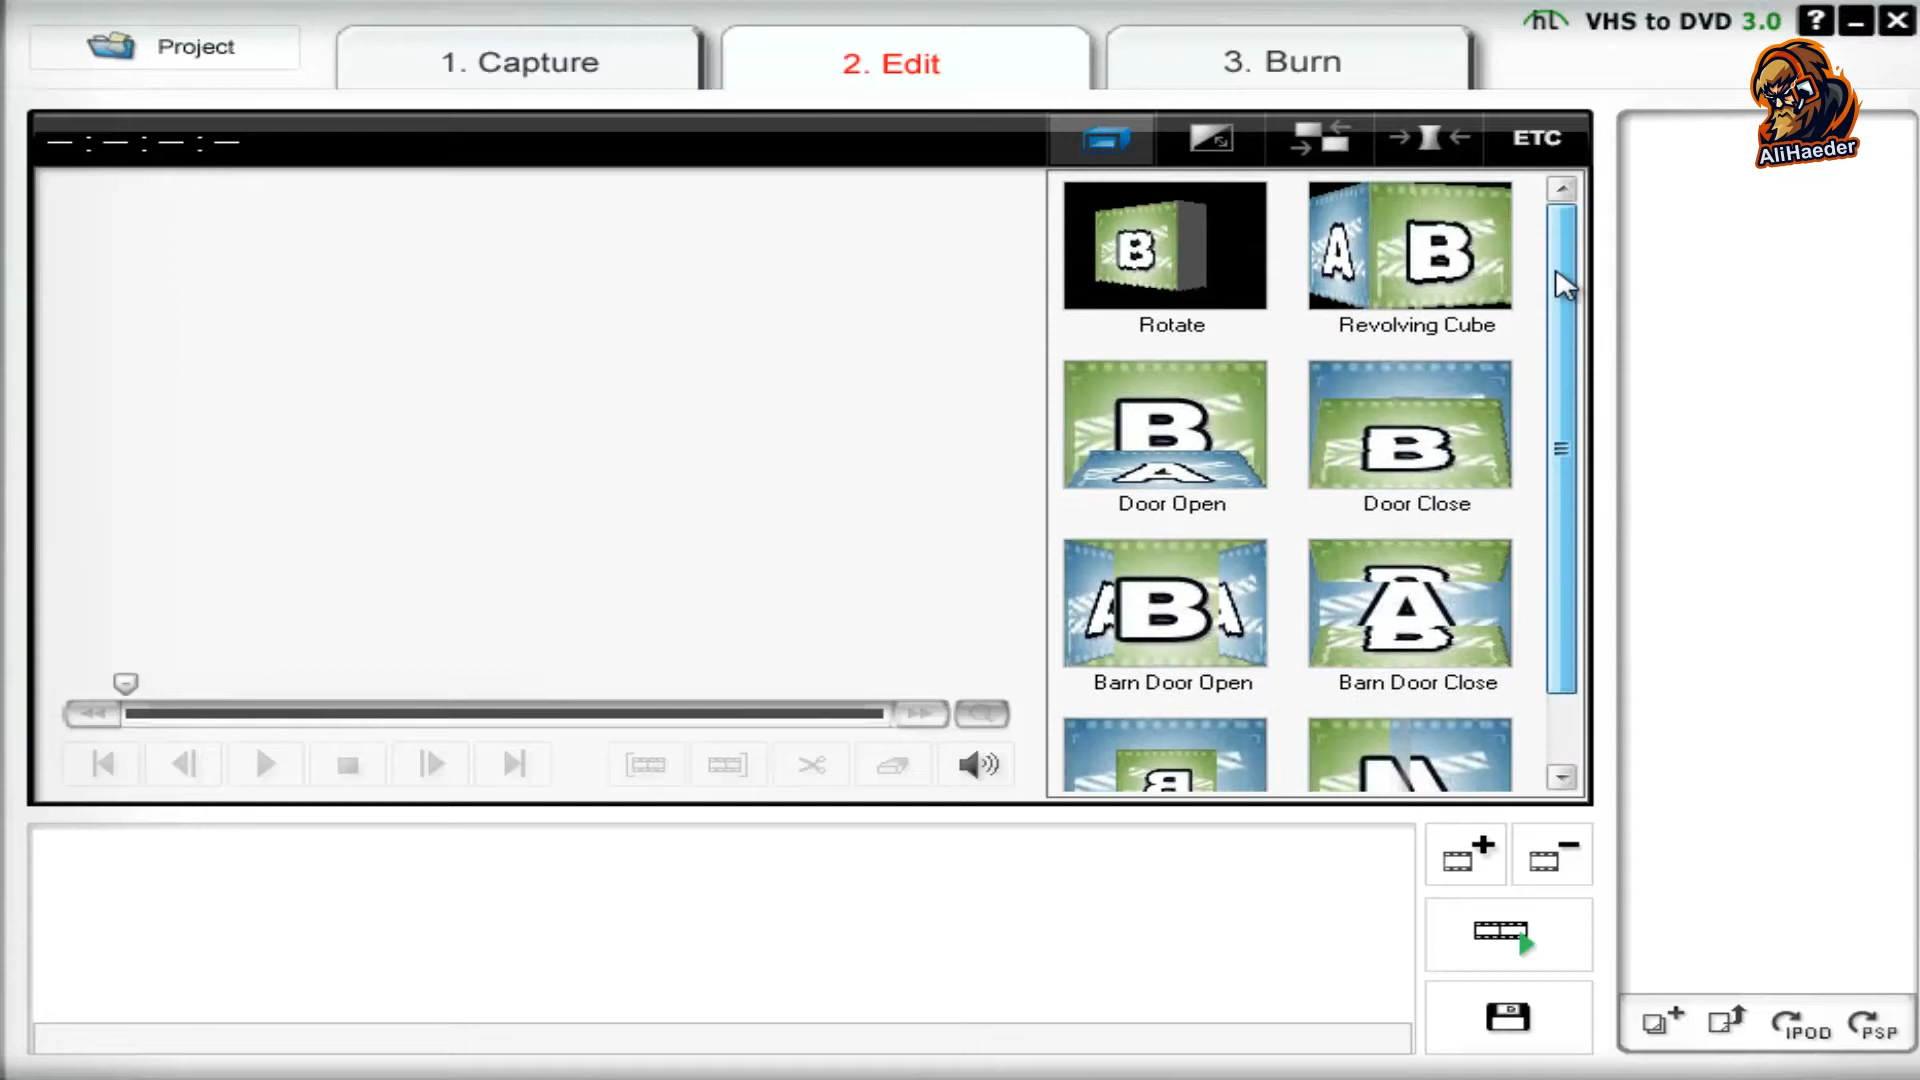 Project
1. Capture
2. Edit
3. Burn
hL VHS to DVD 3.0
?
AliHaeder
— : — : — : —
ETC
B
A B
Rotate
Revolving Cube
B
A
B
Door Open
Door Close
A B A
B
A
B
Barn Door Open
Barn Door Close
B
IPOD
PSP